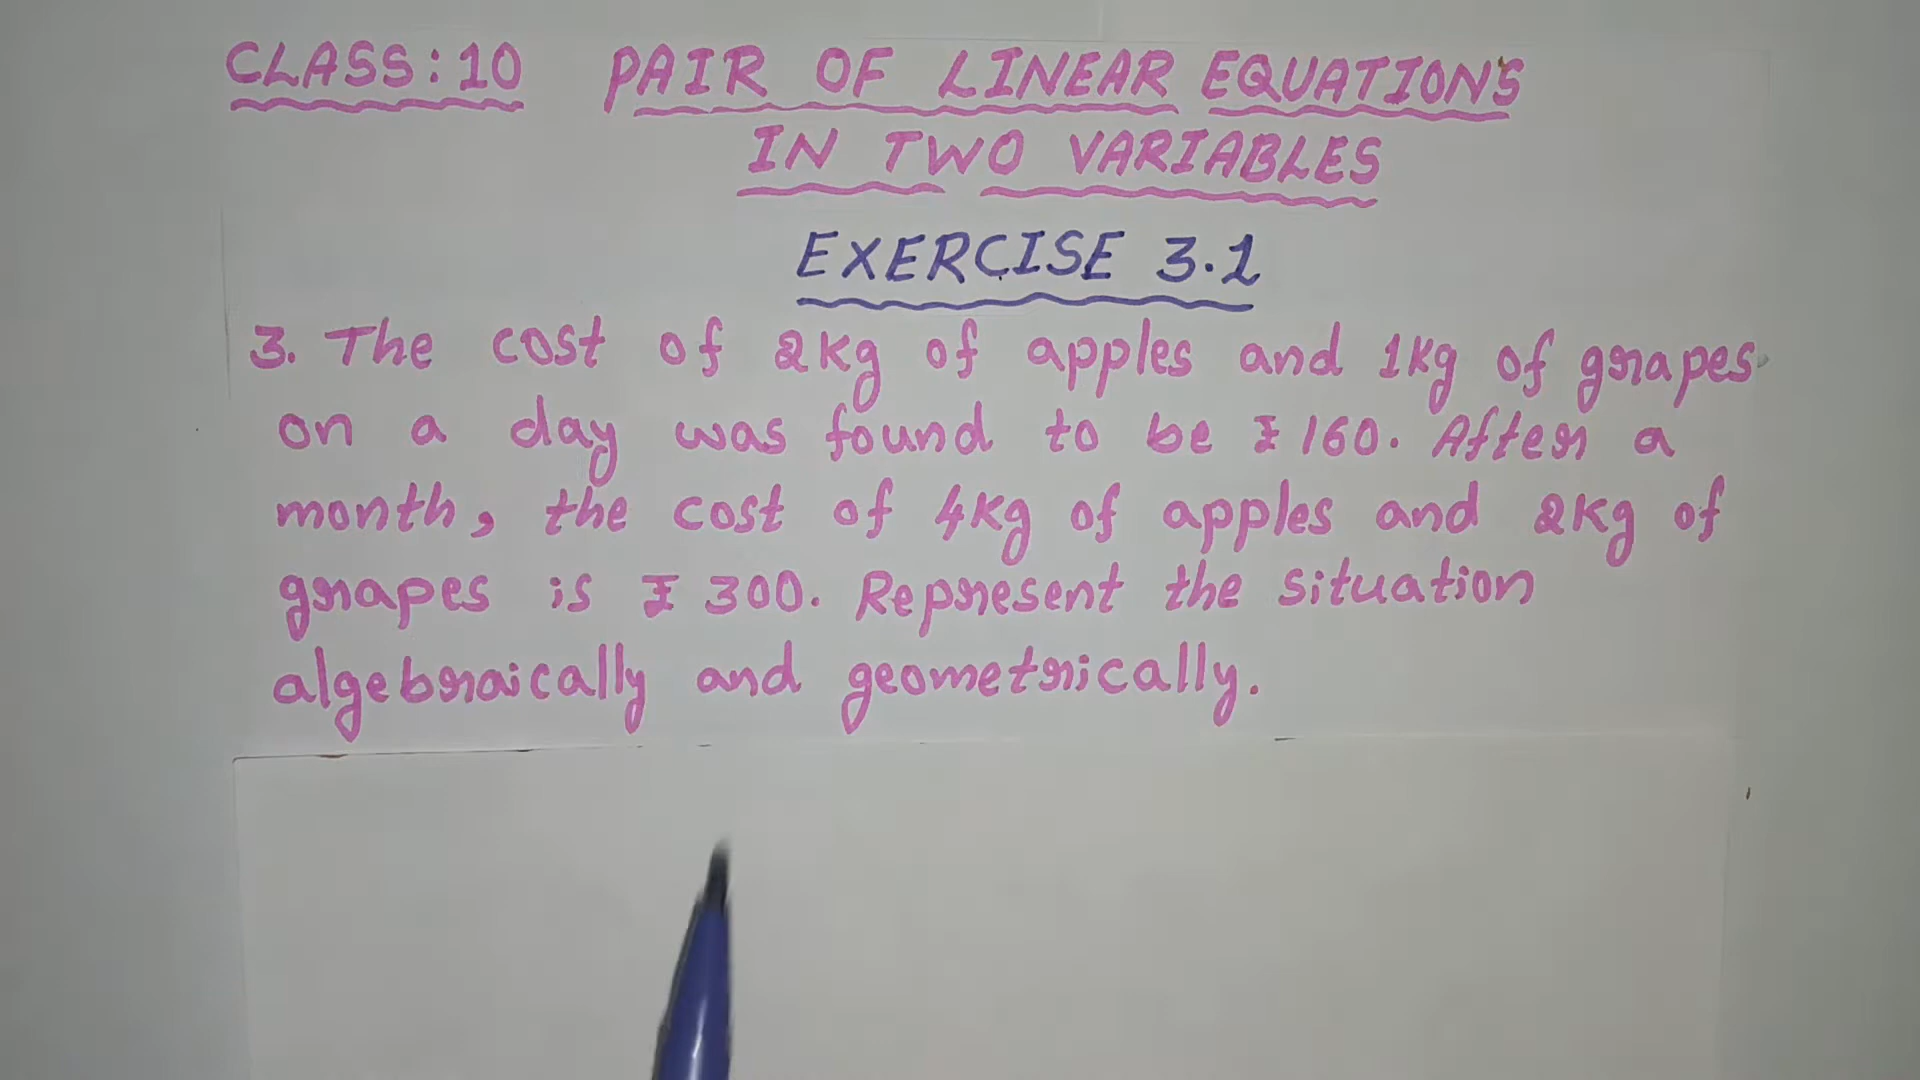 CLASS:10 PAIR OF LINEAR EQUATIONS
IN TWO VARIABLES
EXERCISE 3.1
3. The cost of 2kg of apples and 1kg of grapes
on a day was found to be ₹ 160. After a
month, the cost of 4kg of apples and 2kg of
grapes is ₹ 300. Represent the situation
algebraically and geometrically.